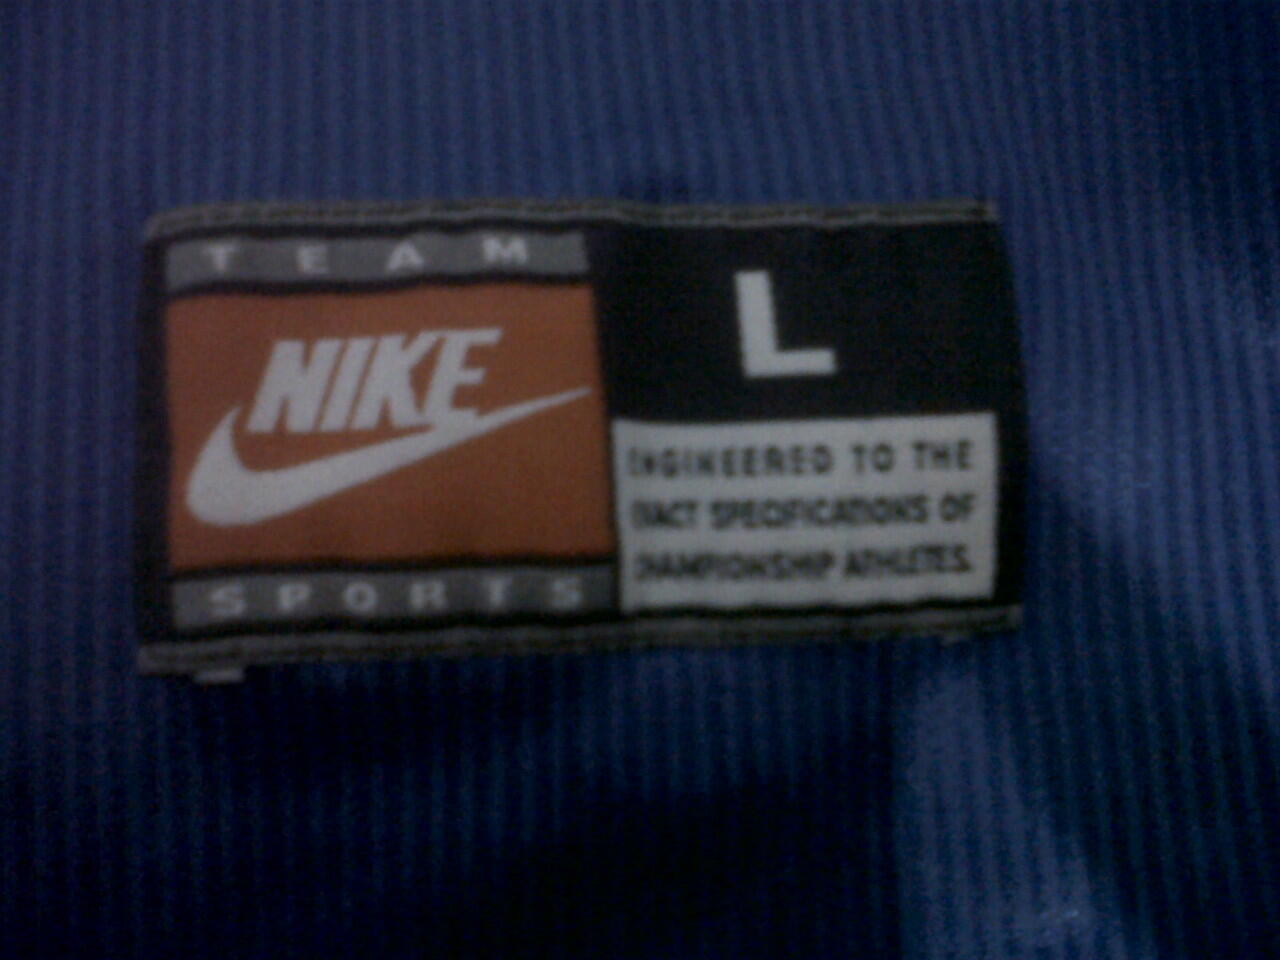 TEAM
NIKE
SPORTS
L
ENGINEERED TO THE
EXACT SPECIFICATIONS OF
CHAMPIONSHIP ATHLETES.